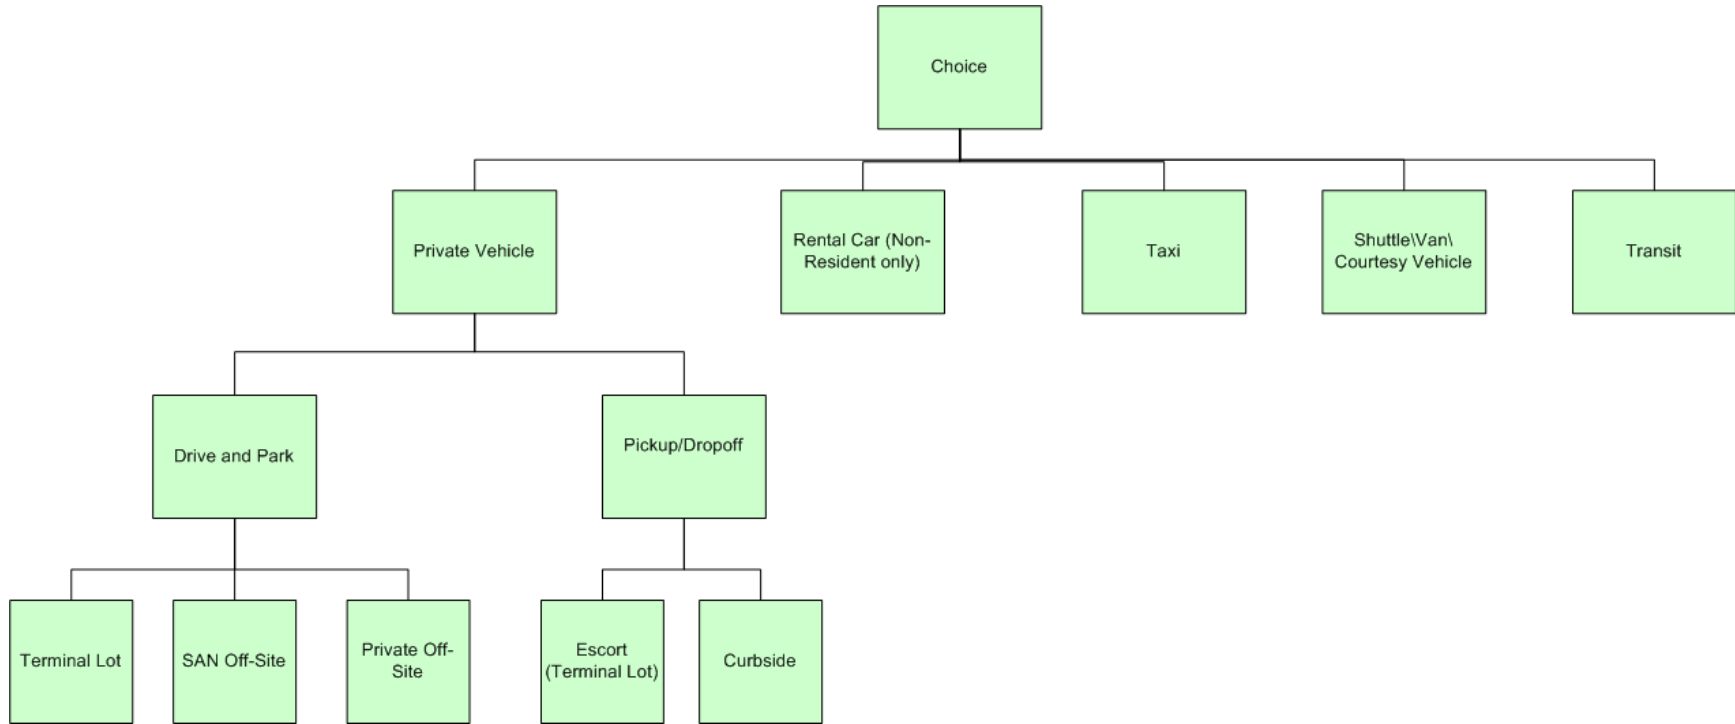 Choice
Private Vehicle
Rental Car (Non-
Resident only)
Taxi
Shuttle\Van\
Courtesy Vehicle
Transit
Drive and Park
Pickup/Dropoff
Terminal Lot
SAN Off-Site
Private Off-
Site
Escort
(Terminal Lot)
Curbside